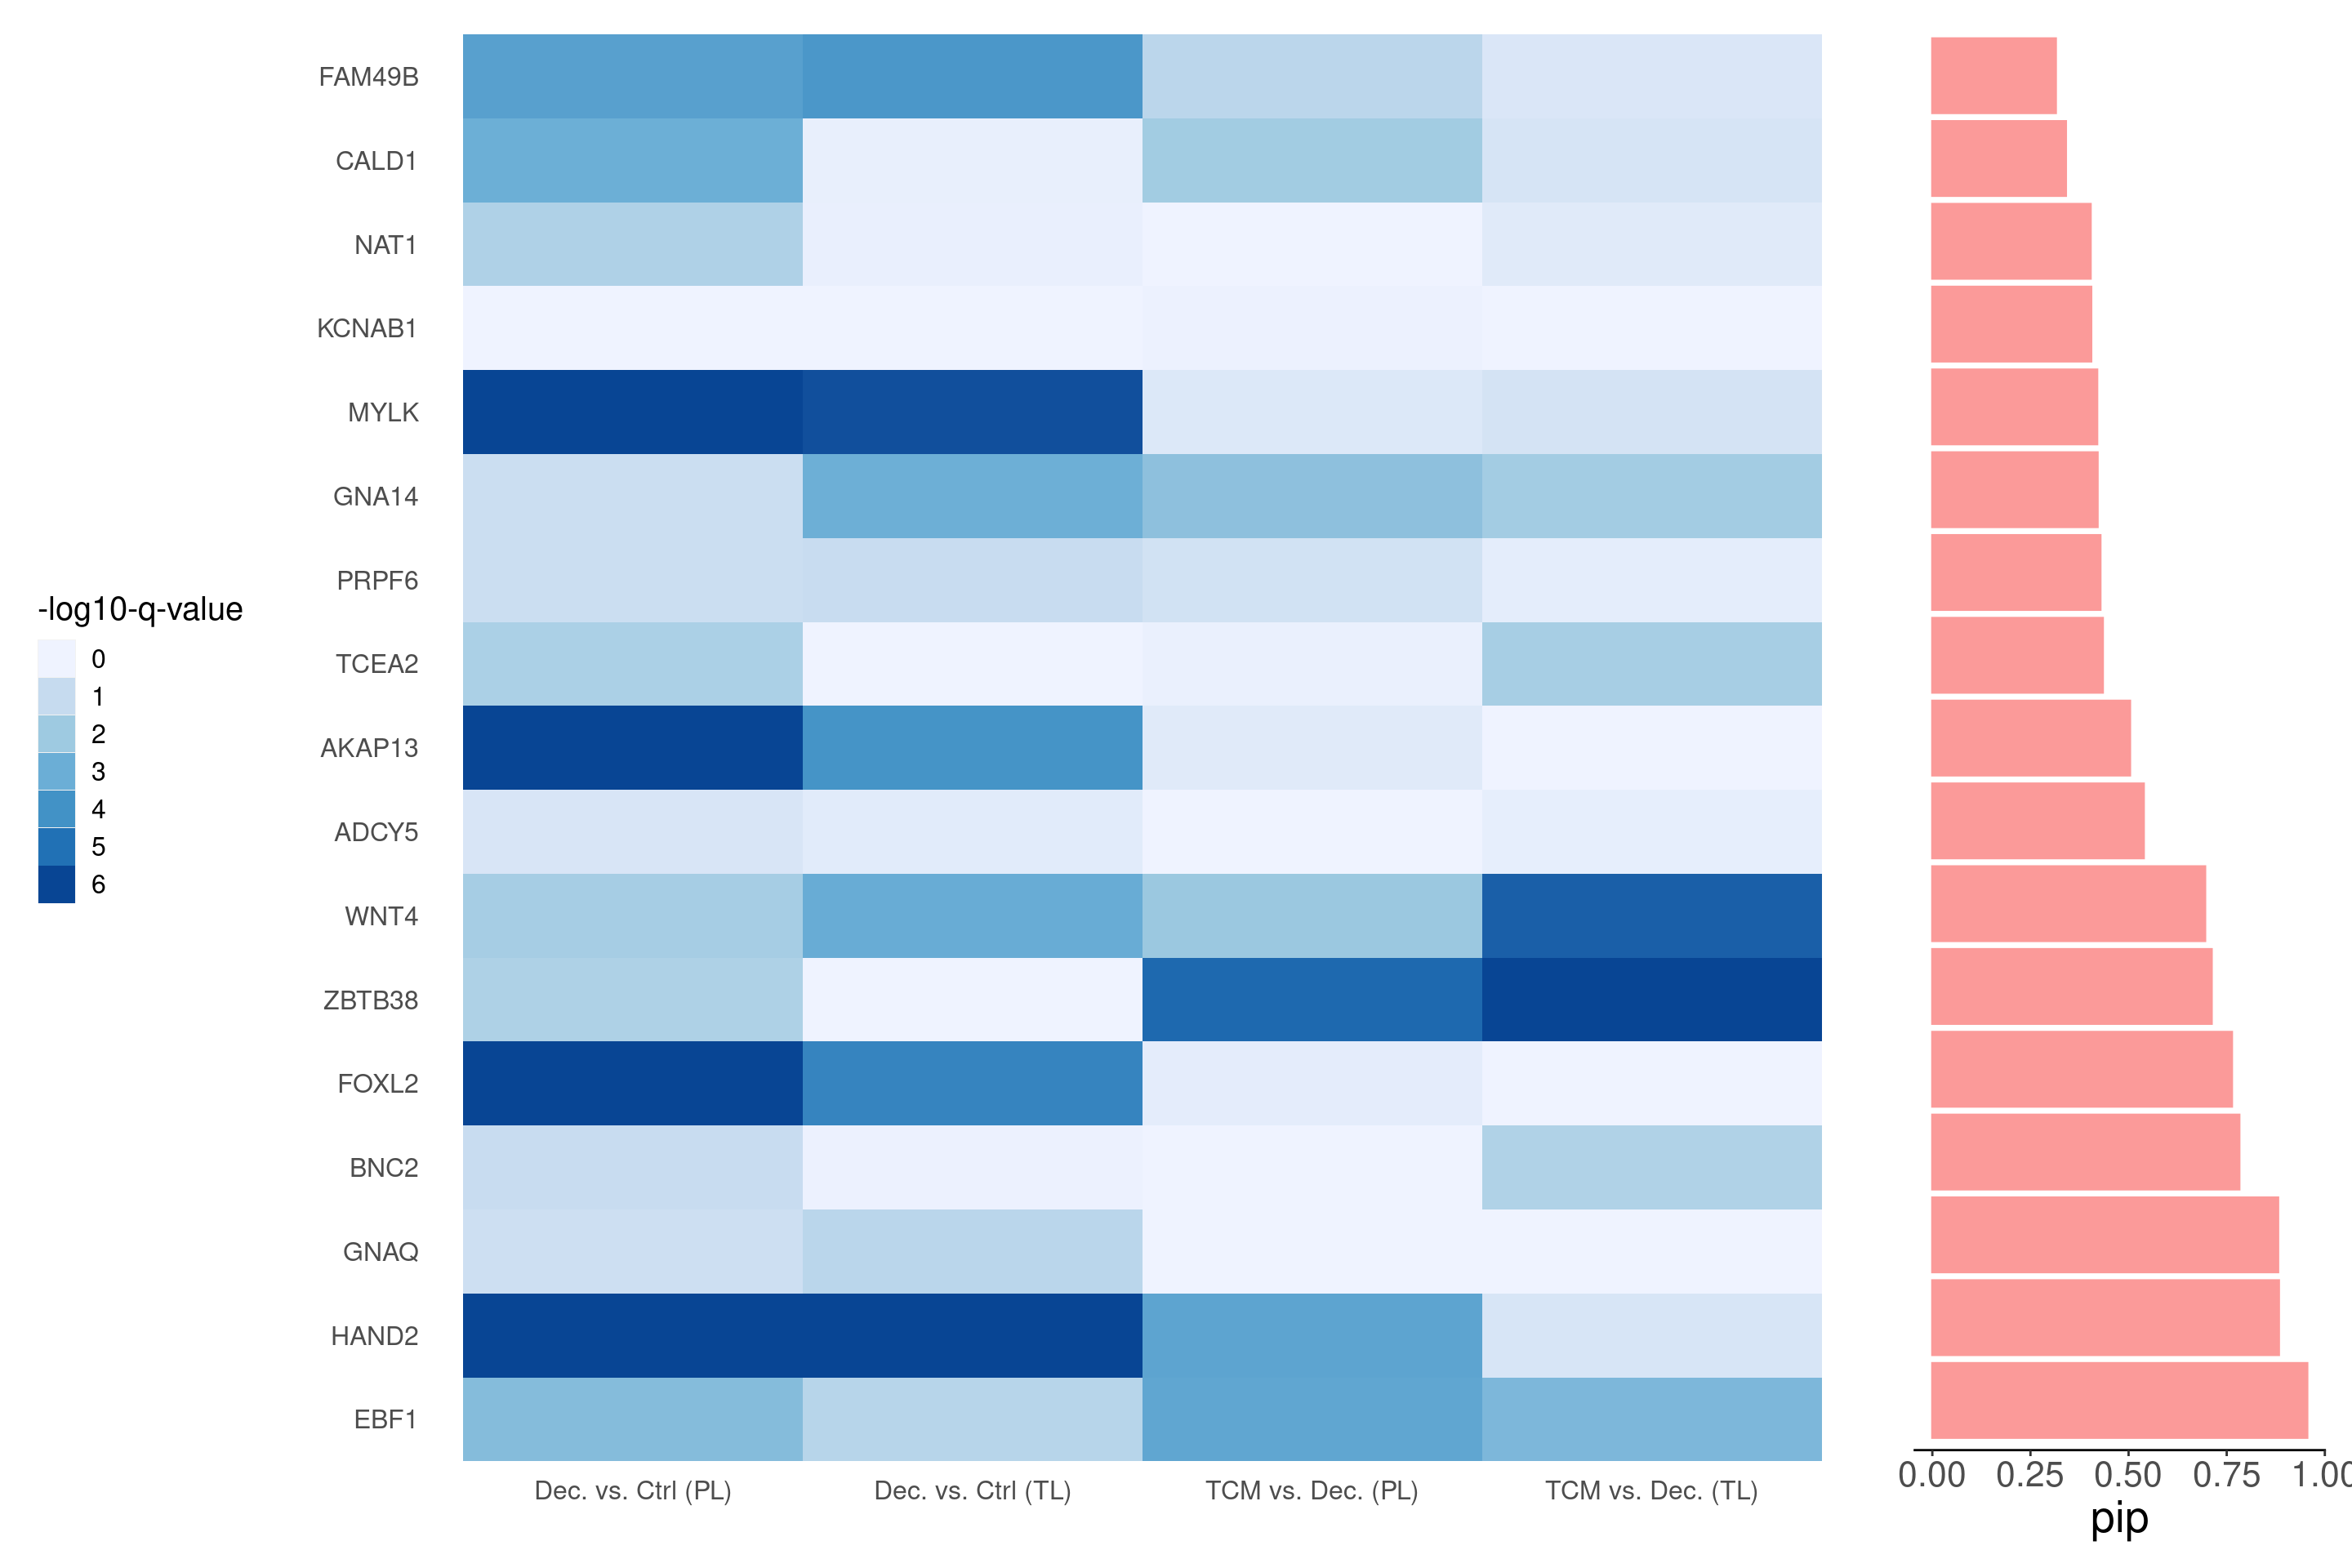 FAM49B
CALD1
NAT1
KCNAB1
MYLK
GNA14
PRPF6
TCEA2
AKAP13
ADCY5
WNT4
ZBTB38
FOXL2
BNC2
GNAQ
HAND2
EBF1
-log10-q-value
0
1
2
3
4
5
6
Dec. vs. Ctrl (PL)
Dec. vs. Ctrl (TL)
TCM vs. Dec. (PL)
TCM vs. Dec. (TL)
0.00 0.25 0.50 0.75 1.00
pip